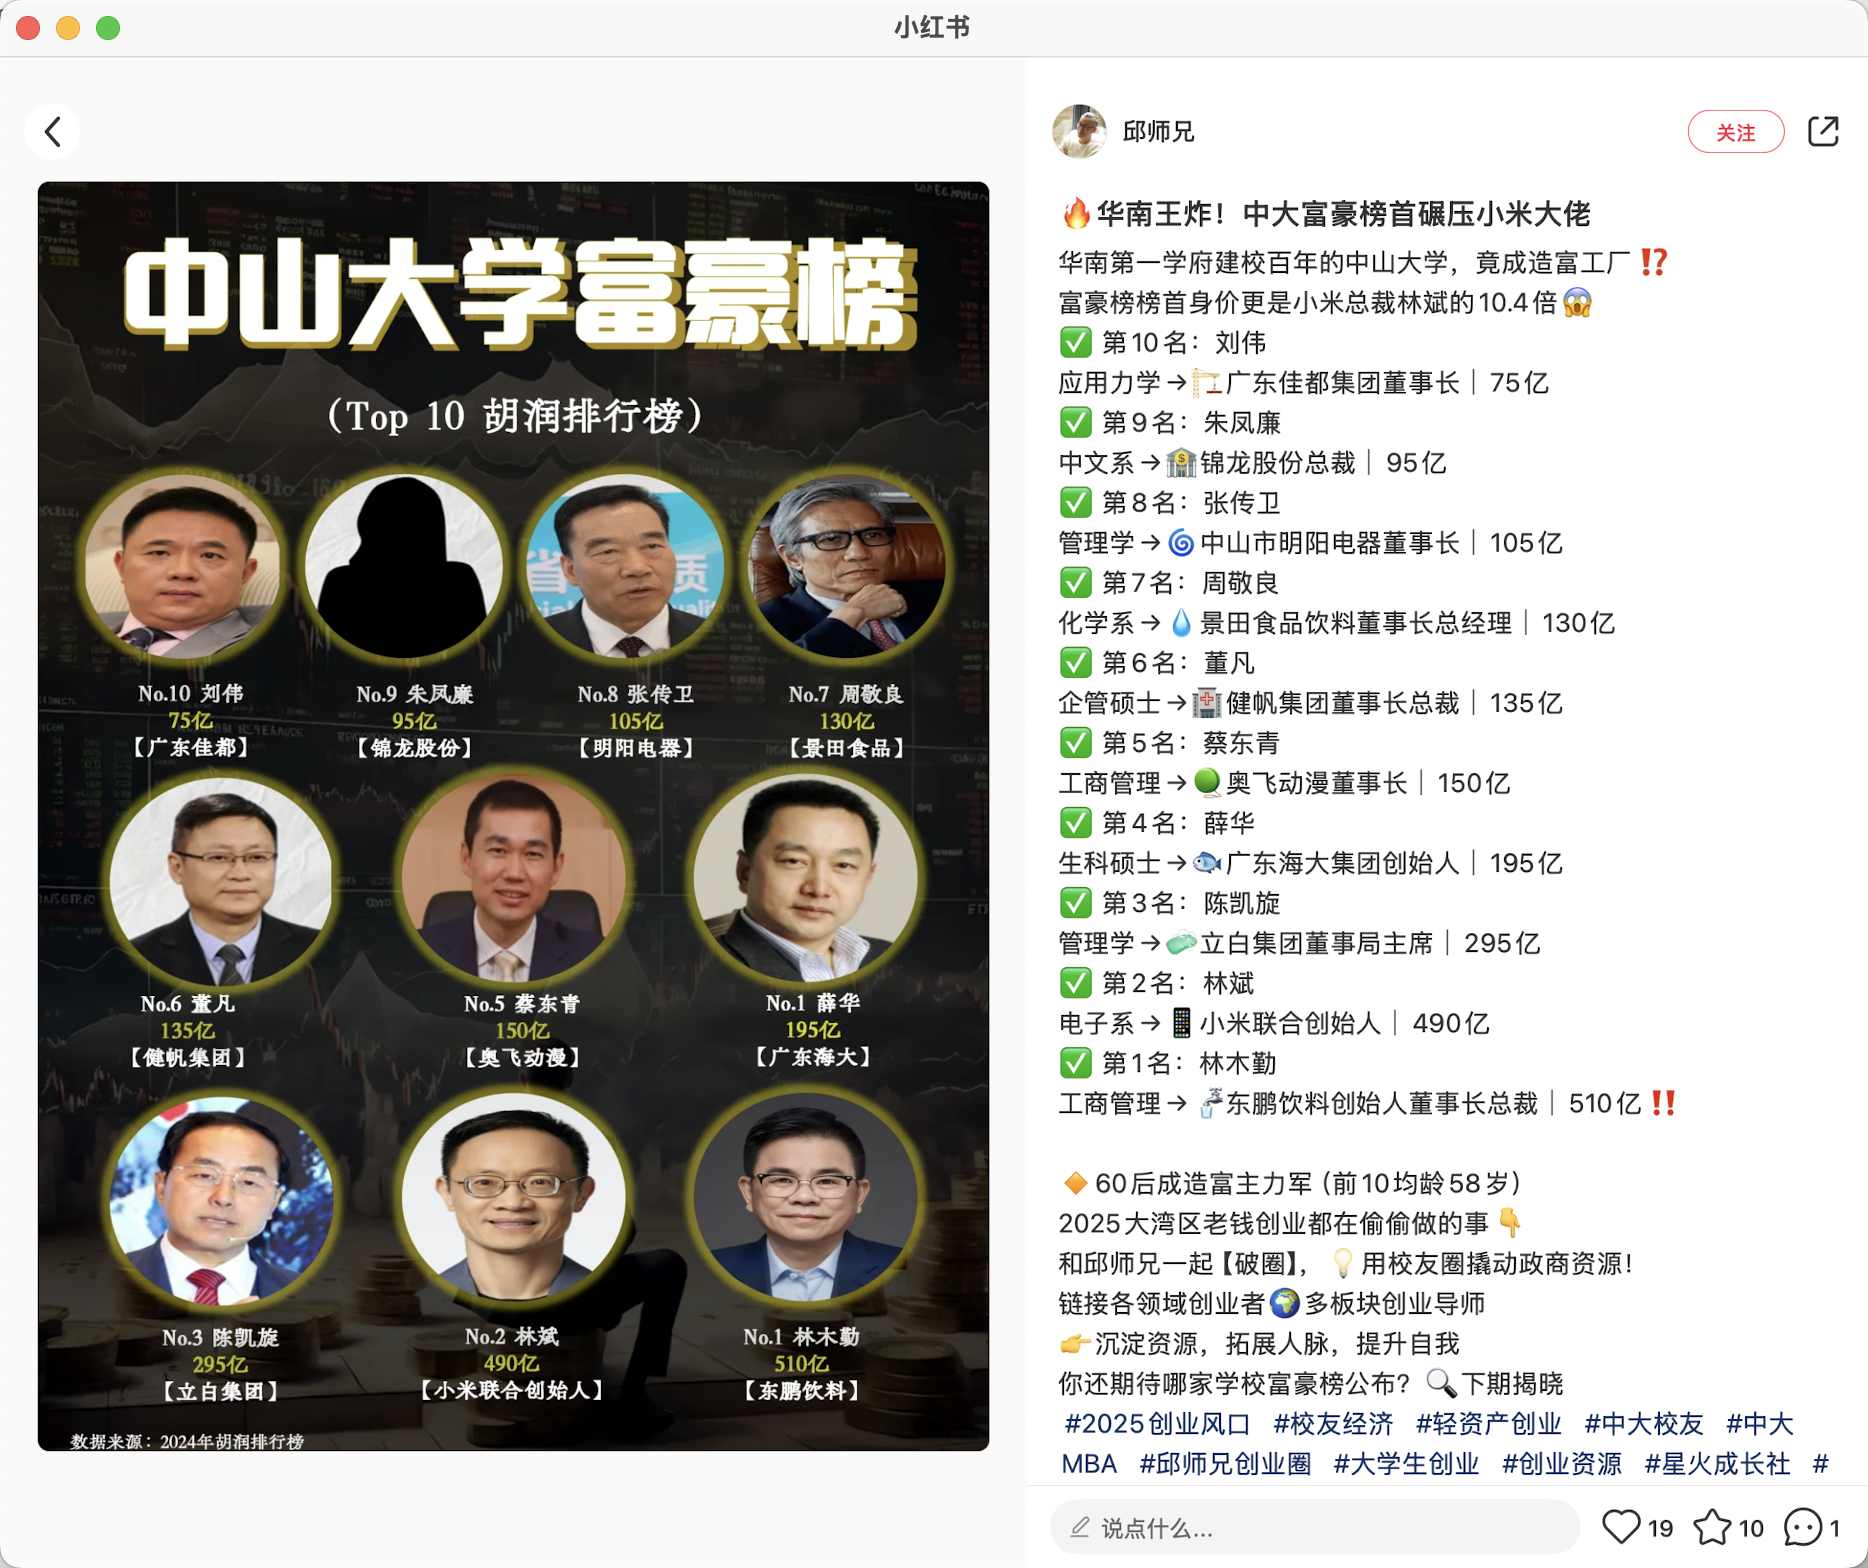 小红书
中山大学富豪榜
（Top 10 胡润排行榜）
No.10 刘伟
75亿
【广东佳都】
No.9 朱凤廉
95亿
【锦龙股份】
No.8 张传卫
105亿
【明阳电器】
No.7 周敬良
130亿
【景田食品】
No.6 董凡
135亿
【健帆集团】
No.5 蔡东青
150亿
【奥飞动漫】
No.1 薛华
195亿
【广东海大】
No.3 陈凯旋
295亿
【立白集团】
No.2 林斌
490亿
【小米联合创始人】
No.1 林木勤
510亿
【东鹏饮料】
数据来源：2024年胡润排行榜
邱师兄
关注
🔥华南王炸！中大富豪榜首碾压小米大佬
华南第一学府建校百年的中山大学，竟成造富工厂⁉️
富豪榜榜首身价更是小米总裁林斌的10.4倍😱
✅ 第10名：刘伟
应用力学→🏗️广东佳都集团董事长｜75亿
✅ 第9名：朱凤廉
中文系→🏦锦龙股份总裁｜95亿
✅ 第8名：张传卫
管理学→🌀中山市明阳电器董事长｜105亿
✅ 第7名：周敬良
化学系→💧景田食品饮料董事长总经理｜130亿
✅ 第6名：董凡
企管硕士→🏥健帆集团董事长总裁｜135亿
✅ 第5名：蔡东青
工商管理→🪀奥飞动漫董事长｜150亿
✅ 第4名：薛华
生科硕士→🐟广东海大集团创始人｜195亿
✅ 第3名：陈凯旋
管理学→🧼立白集团董事局主席｜295亿
✅ 第2名：林斌
电子系→📱小米联合创始人｜490亿
✅ 第1名：林木勤
工商管理→🚰东鹏饮料创始人董事长总裁｜510亿‼️
🔸60后成造富主力军（前10均龄58岁）
2025大湾区老钱创业都在偷偷做的事👇
和邱师兄一起【破圈】，💡用校友圈撬动政商资源！
链接各领域创业者🌍多板块创业导师
👉沉淀资源，拓展人脉，提升自我
你还期待哪家学校富豪榜公布？🔍下期揭晓
#2025创业风口 #校友经济 #轻资产创业 #中大校友 #中大
MBA #邱师兄创业圈 #大学生创业 #创业资源 #星火成长社 #
说点什么...
19
10
1